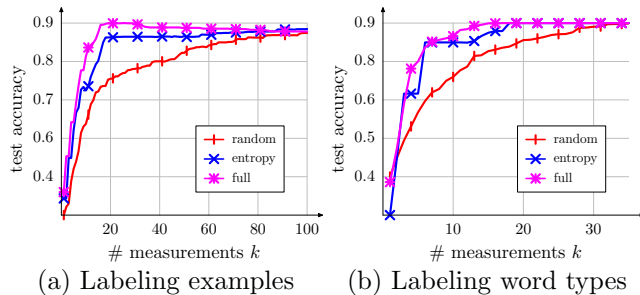 0.9
0.8
0.7
0.6
0.5
0.4
test accuracy
20 40 60 80 100
# measurements k
random
entropy
full
(a) Labeling examples
0.9
0.8
0.7
0.6
0.5
0.4
test accuracy
10 20 30
# measurements k
random
entropy
full
(b) Labeling word types